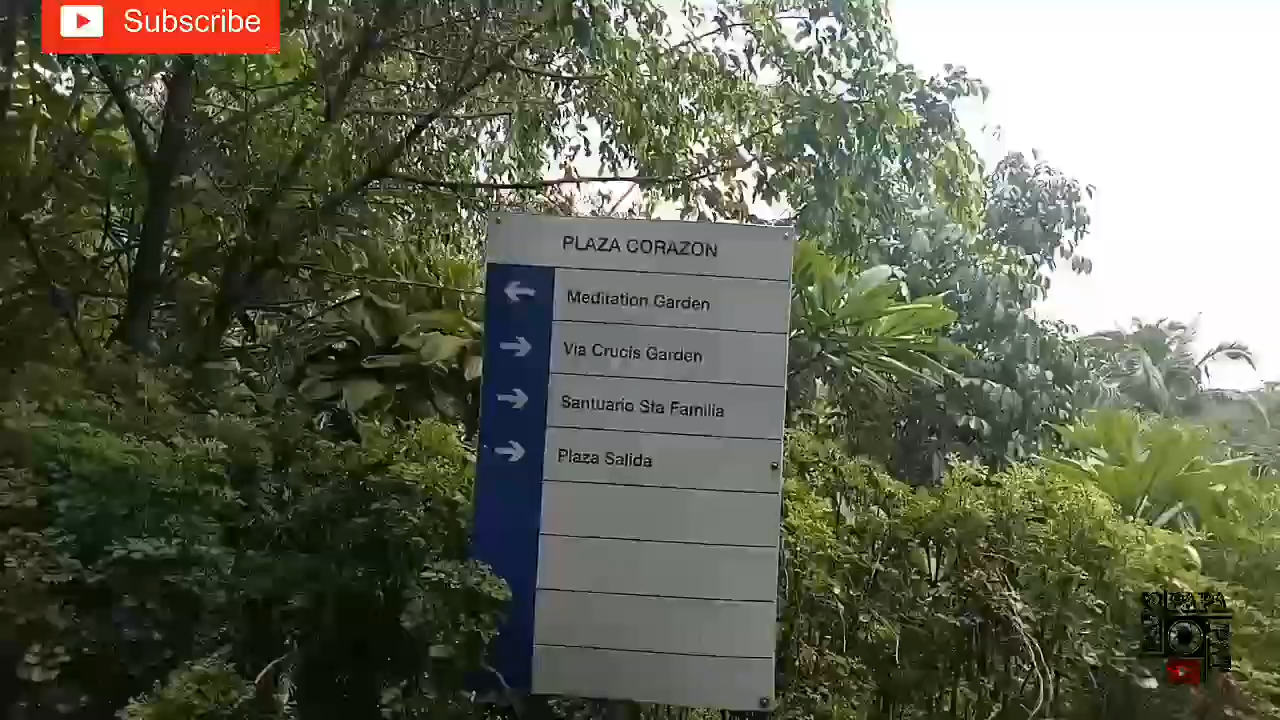 Subscribe
PLAZA CORAZON
Meditation Garden
Via Crucis Garden
Santuario Sta Familia
Plaza Salida